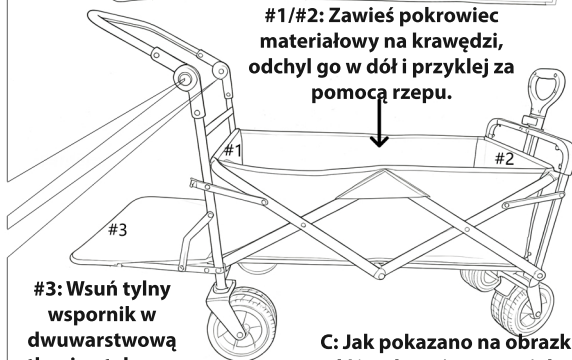 #1/#2: Zawieś pokrowiec
materiałowy na krawędzi,
odchyl go w dół i przyklej za
pomocą rzepu.
#1
#2
#3
#3: Wsuń tylny
wspornik w
dwuwarstwową
C: Jak pokazano na obrazk